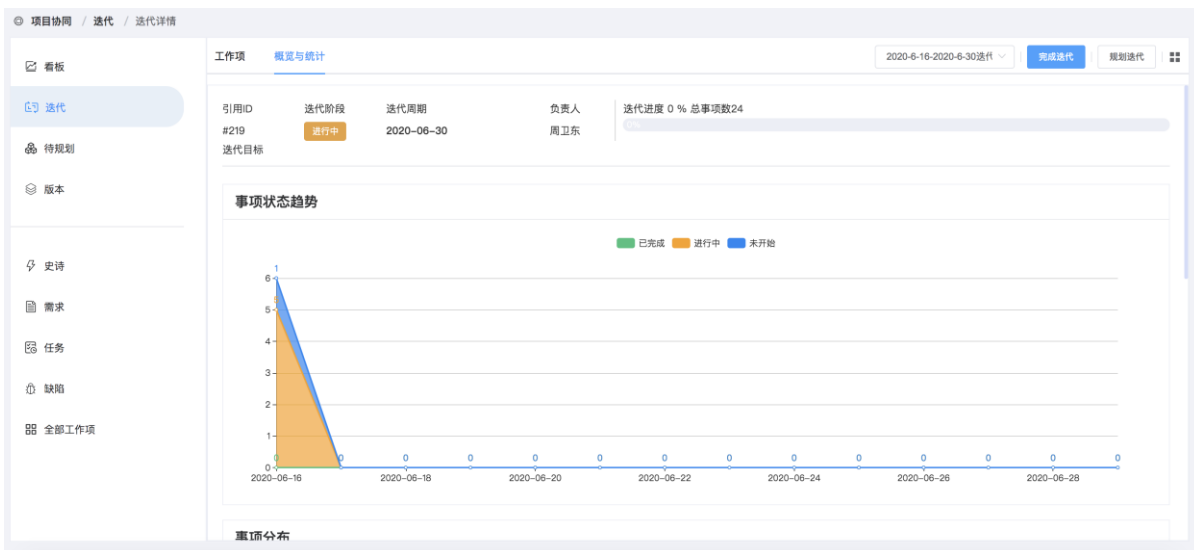 项目协同 / 迭代 / 迭代详情
看板
迭代
待规划
版本
史诗
需求
任务
缺陷
全部工作项
工作项 概览与统计
2020-6-16-2020-6-30迭代
完成迭代
规划迭代
引用ID 迭代阶段 迭代周期 负责人 迭代进度 0 % 总事项数24
#219 进行中 2020-06-30 周卫东
0%
迭代目标
事项状态趋势
已完成 进行中 未开始
1
6
5
5
4
3
2
1
0
0 0 0 0 0 0 0 0 0 0 0 0 0 0
2020-06-16 2020-06-18 2020-06-20 2020-06-22 2020-06-24 2020-06-26 2020-06-28
事项分布